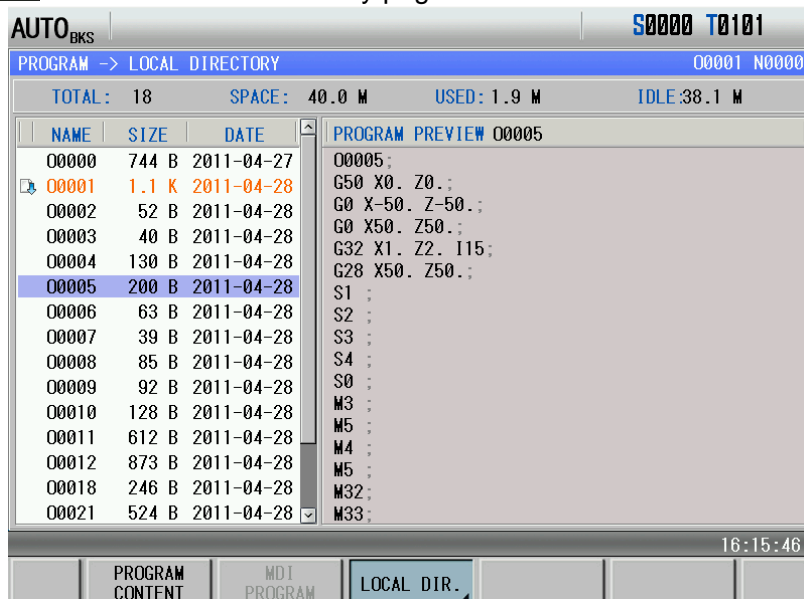 AUTO BKS S0000 T0101
PROGRAM -> LOCAL DIRECTORY O0001 N0000
TOTAL: 18 SPACE: 40.0 M USED: 1.9 M IDLE:38.1 M
NAME SIZE DATE
O0000 744 B 2011-04-27
O0001 1.1 K 2011-04-28
O0002 52 B 2011-04-28
O0003 40 B 2011-04-28
O0004 130 B 2011-04-28
O0005 200 B 2011-04-28
O0006 63 B 2011-04-28
O0007 39 B 2011-04-28
O0008 85 B 2011-04-28
O0009 92 B 2011-04-28
O0010 128 B 2011-04-28
O0011 612 B 2011-04-28
O0012 873 B 2011-04-28
O0018 246 B 2011-04-28
O0021 524 B 2011-04-28
PROGRAM PREVIEW O0005
O0005;
G50 X0. Z0.;
G0 X-50. Z-50.;
G0 X50. Z50.;
G32 X1. Z2. I15;
G28 X50. Z50.;
S1 ;
S2 ;
S3 ;
S4 ;
S0 ;
M3 ;
M5 ;
M4 ;
M5 ;
M32;
M33;
16:15:46
PROGRAM CONTENT
MDI PROGRAM
LOCAL DIR.